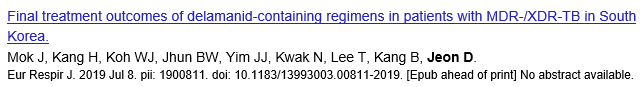 Final treatment outcomes of delamanid-containing regimens in patients with MDR-/XDR-TB in South
Korea.
Mok J, Kang H, Koh WJ, Jhun BW, Yim JJ, Kwak N, Lee T, Kang B, Jeon D.
Eur Respir J. 2019 Jul 8. pii: 1900811. doi: 10.1183/13993003.00811-2019. [Epub ahead of print] No abstract available.